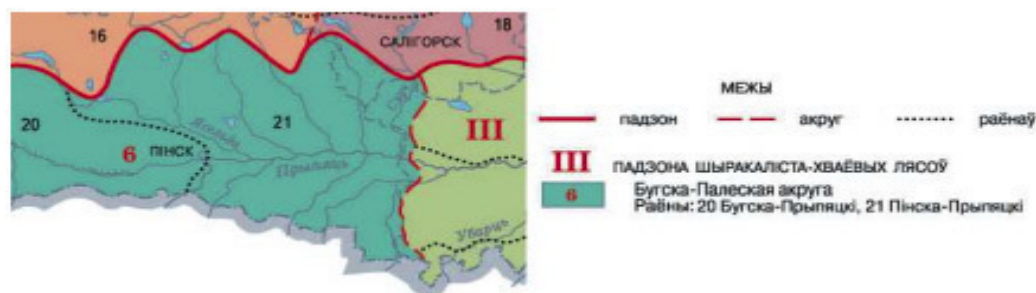 16
18
САЛІГОРСК
20
21
III
6
ПІНСК
Ясельда
Прыпяць
Убарць
МЕЖЫ
падзон
акруг
раёнаў
III ПАДЗОНА ШЫРАКАЛІСТА-ХВАЁВЫХ ЛЯСОЎ
6 Бугска-Палеская акруга
Раёны: 20 Бугска-Прыпяцкі, 21 Пінска-Прыпяцкі